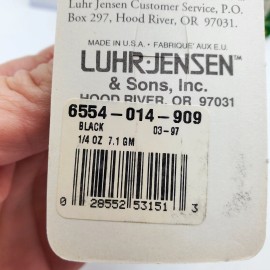 Luhr Jensen Customer Service, P.O.
Box 297, Hood River, OR 97031.
MADE IN U.S.A. • FABRIQUÉ AUX E.U.
LUHR-JENSEN™
& Sons, Inc.
HOOD RIVER, OR 97031
6554-014-909
BLACK 03-97
1/4 OZ 7.1 GM
0 28552 53151 3